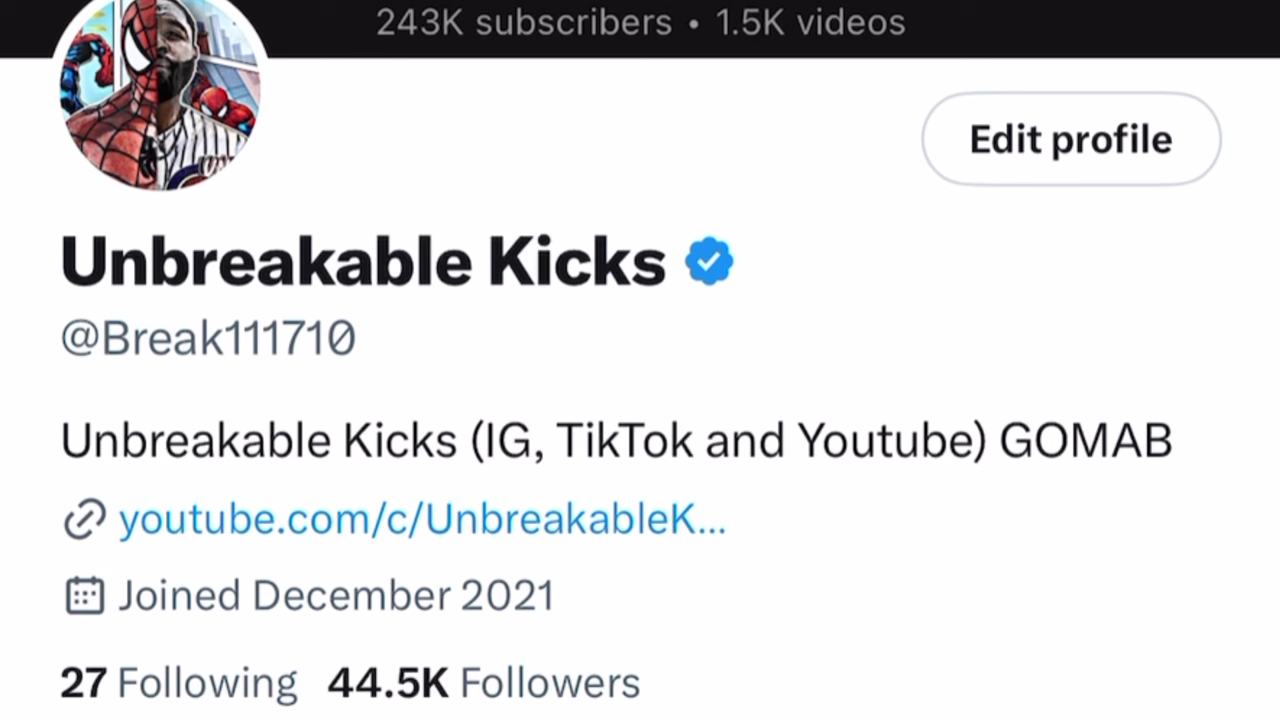 243K subscribers • 1.5K videos
Edit profile
Unbreakable Kicks
@Break111710
Unbreakable Kicks (IG, TikTok and Youtube) GOMAB
youtube.com/c/UnbreakableK...
Joined December 2021
27 Following 44.5K Followers